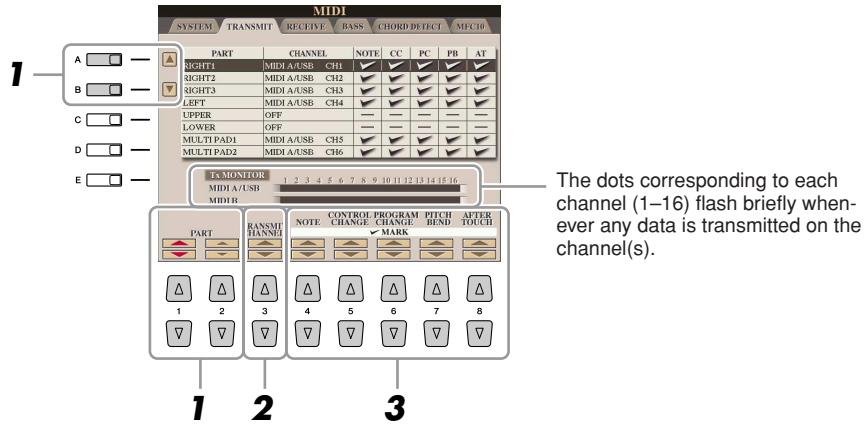 MIDI
SYSTEM TRANSMIT RECEIVE BASS CHORD DETECT MFC10
PART CHANNEL NOTE CC PC PB AT
RIGHT1 MIDI A/USB CH1
RIGHT2 MIDI A/USB CH2
RIGHT3 MIDI A/USB CH3
LEFT MIDI A/USB CH4
UPPER OFF — — — — —
LOWER OFF — — — — —
MULTI PAD1 MIDI A/USB CH5
MULTI PAD2 MIDI A/USB CH6
A
B
C
D
E
1
Tx MONITOR 1 2 3 4 5 6 7 8 9 10 11 12 13 14 15 16
MIDI A/USB
MIDI B
The dots corresponding to each
channel (1–16) flash briefly when-
ever any data is transmitted on the
channel(s).
PART
TRANSMIT
CHANNEL
NOTE
CONTROL
CHANGE
PROGRAM
CHANGE
PITCH
BEND
AFTER
TOUCH
MARK
1 2 3 4 5 6 7 8
1 2 3